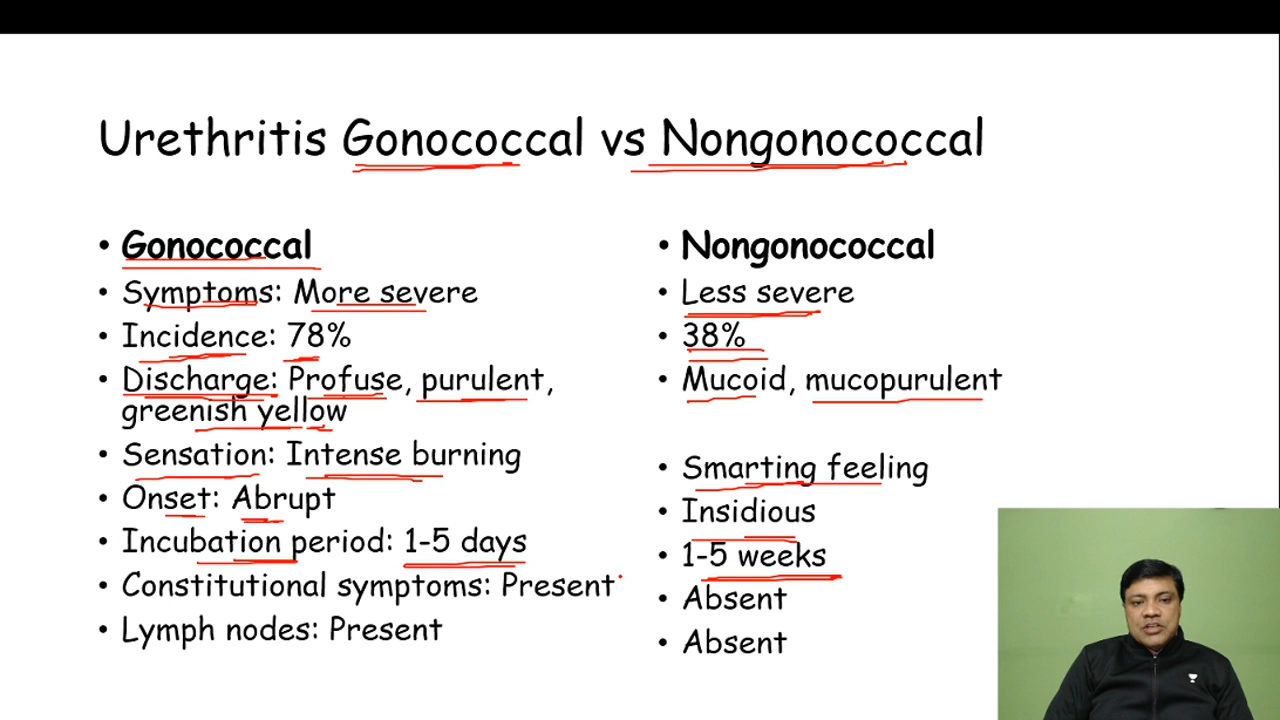 Urethritis Gonococcal vs Nongonococcal
• Gonococcal
• Symptoms: More severe
• Incidence: 78%
• Discharge: Profuse, purulent,
greenish yellow
• Sensation: Intense burning
• Onset: Abrupt
• Incubation period: 1-5 days
• Constitutional symptoms: Present
• Lymph nodes: Present
• Nongonococcal
• Less severe
• 38%
• Mucoid, mucopurulent
• Smarting feeling
• Insidious
• 1-5 weeks
• Absent
• Absent